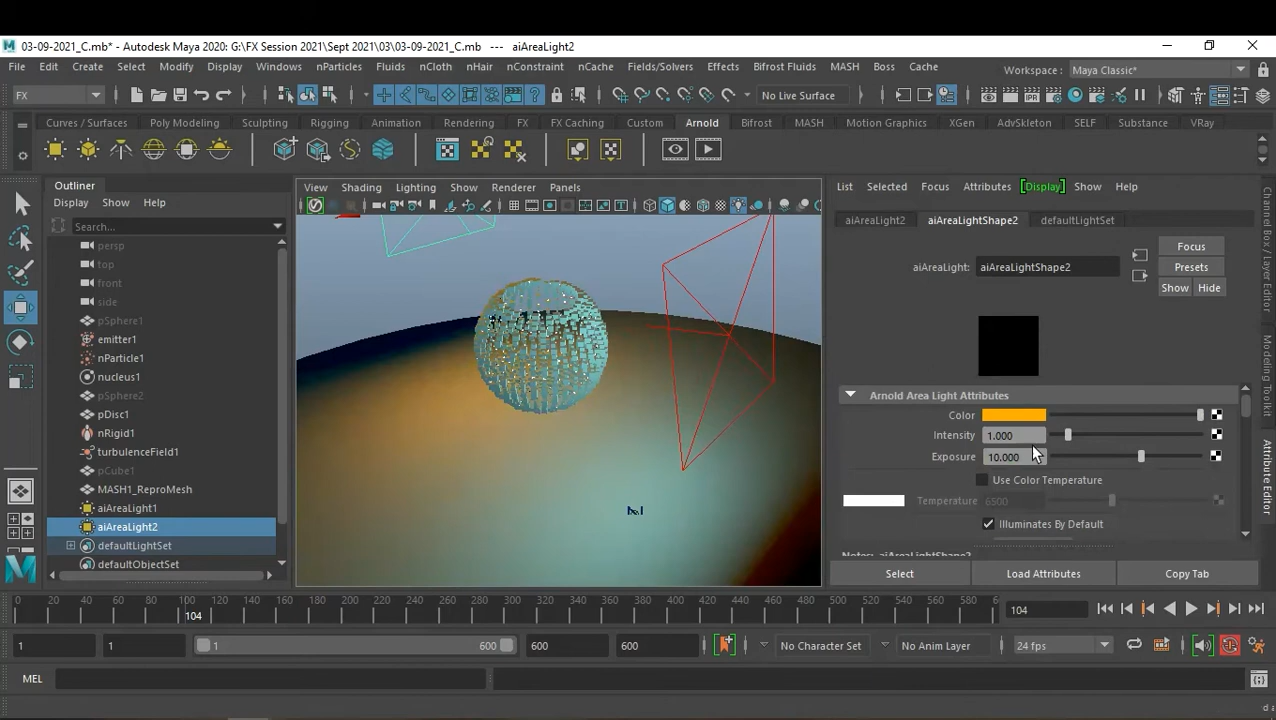 03-09-2021_C.mb* - Autodesk Maya 2020: G:\FX Session 2021\Sept 2021\03\03-09-2021_C.mb --- aiAreaLight2
File Edit Create Select Modify Display Windows nParticles Fluids nCloth nHair nConstraint nCache Fields/Solvers Effects Bifrost Fluids MASH Boss Cache Workspace : Maya Classic*
FX No Live Surface
Curves / Surfaces Poly Modeling Sculpting Rigging Animation Rendering FX FX Caching Custom Arnold Bifrost MASH Motion Graphics XGen AdvSkeleton SELF Substance VRay
IPR
Outliner
Display Show Help
Search...
persp
top
front
side
pSphere1
emitter1
nParticle1
nucleus1
pSphere2
pDisc1
nRigid1
turbulenceField1
pCube1
MASH1_ReproMesh
aiAreaLight1
aiAreaLight2
defaultLightSet
defaultObjectSet
View Shading Lighting Show Renderer Panels
List Selected Focus Attributes [Display] Show Help
aiAreaLight2 aiAreaLightShape2 defaultLightSet
aiAreaLight: aiAreaLightShape2
Focus
Presets
Show Hide
Arnold Area Light Attributes
Color
Intensity 1.000
Exposure 10.000
Use Color Temperature
Temperature 6500
Illuminates By Default
Notes: aiAreaLightShape2
Select Load Attributes Copy Tab
Channel Box / Layer Editor
Modeling Toolkit
Attribute Editor
0 20 40 60 80 100 120 140 160 180 200 220 240 260 280 300 320 340 360 380 400 420 440 460 480 500 520 540 560 580 6
104
104
1 1 1 600 600 600 No Character Set No Anim Layer 24 fps
MEL